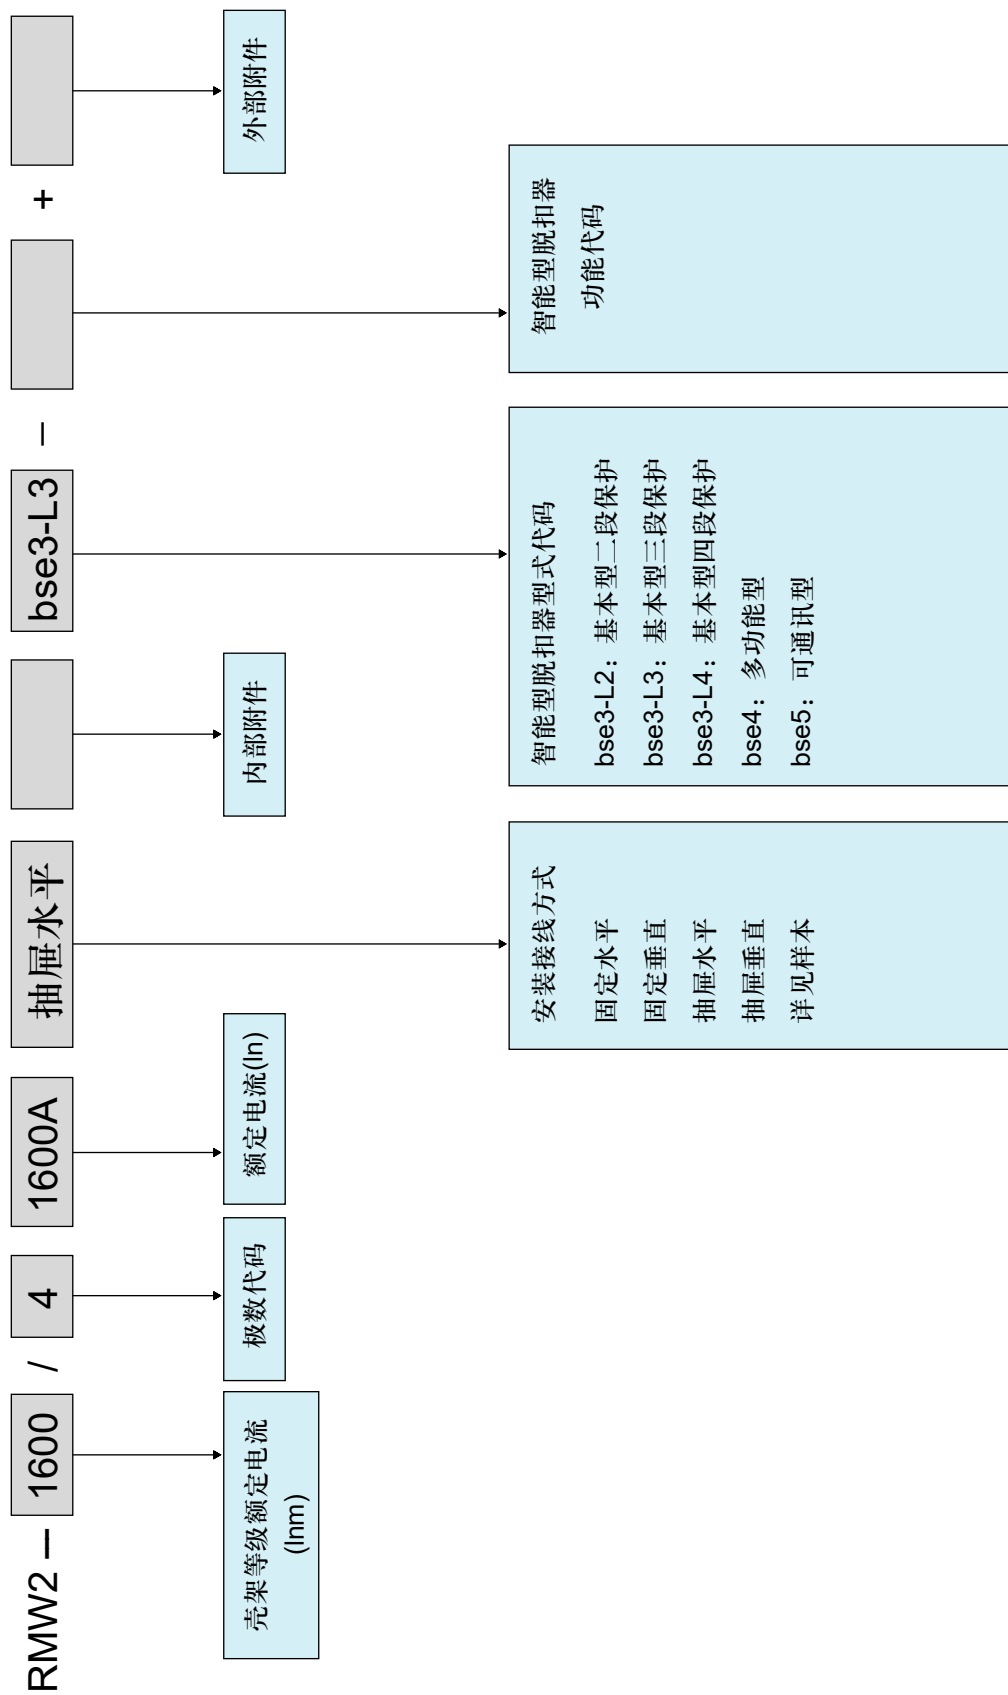 RMW2 — 1600 / 4 1600A 抽屉水平 bse3-L3 — +
壳架等级额定电流
(Inm)
极数代码
额定电流(In)
内部附件
外部附件
安装接线方式
固定水平
固定垂直
抽屉水平
抽屉垂直
详见样本
智能型脱扣器型式代码
bse3-L2：基本型二段保护
bse3-L3：基本型三段保护
bse3-L4：基本型四段保护
bse4：多功能型
bse5：可通讯型
智能型脱扣器
功能代码